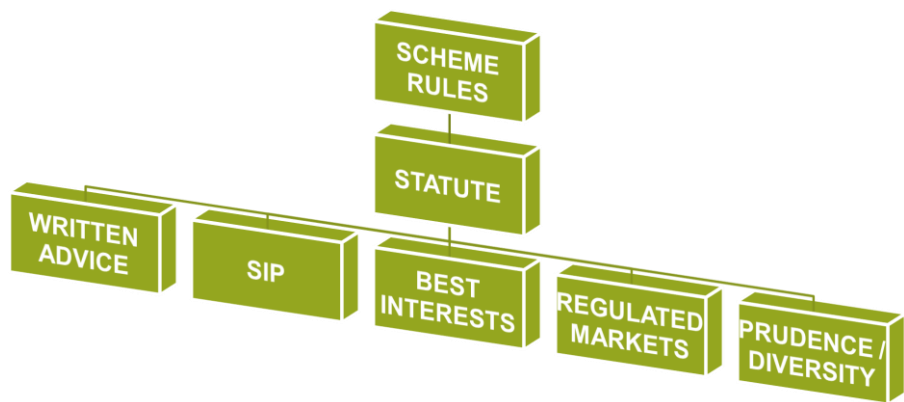 SCHEME
RULES
STATUTE
WRITTEN
ADVICE
SIP
BEST
INTERESTS
REGULATED
MARKETS
PRUDENCE /
DIVERSITY